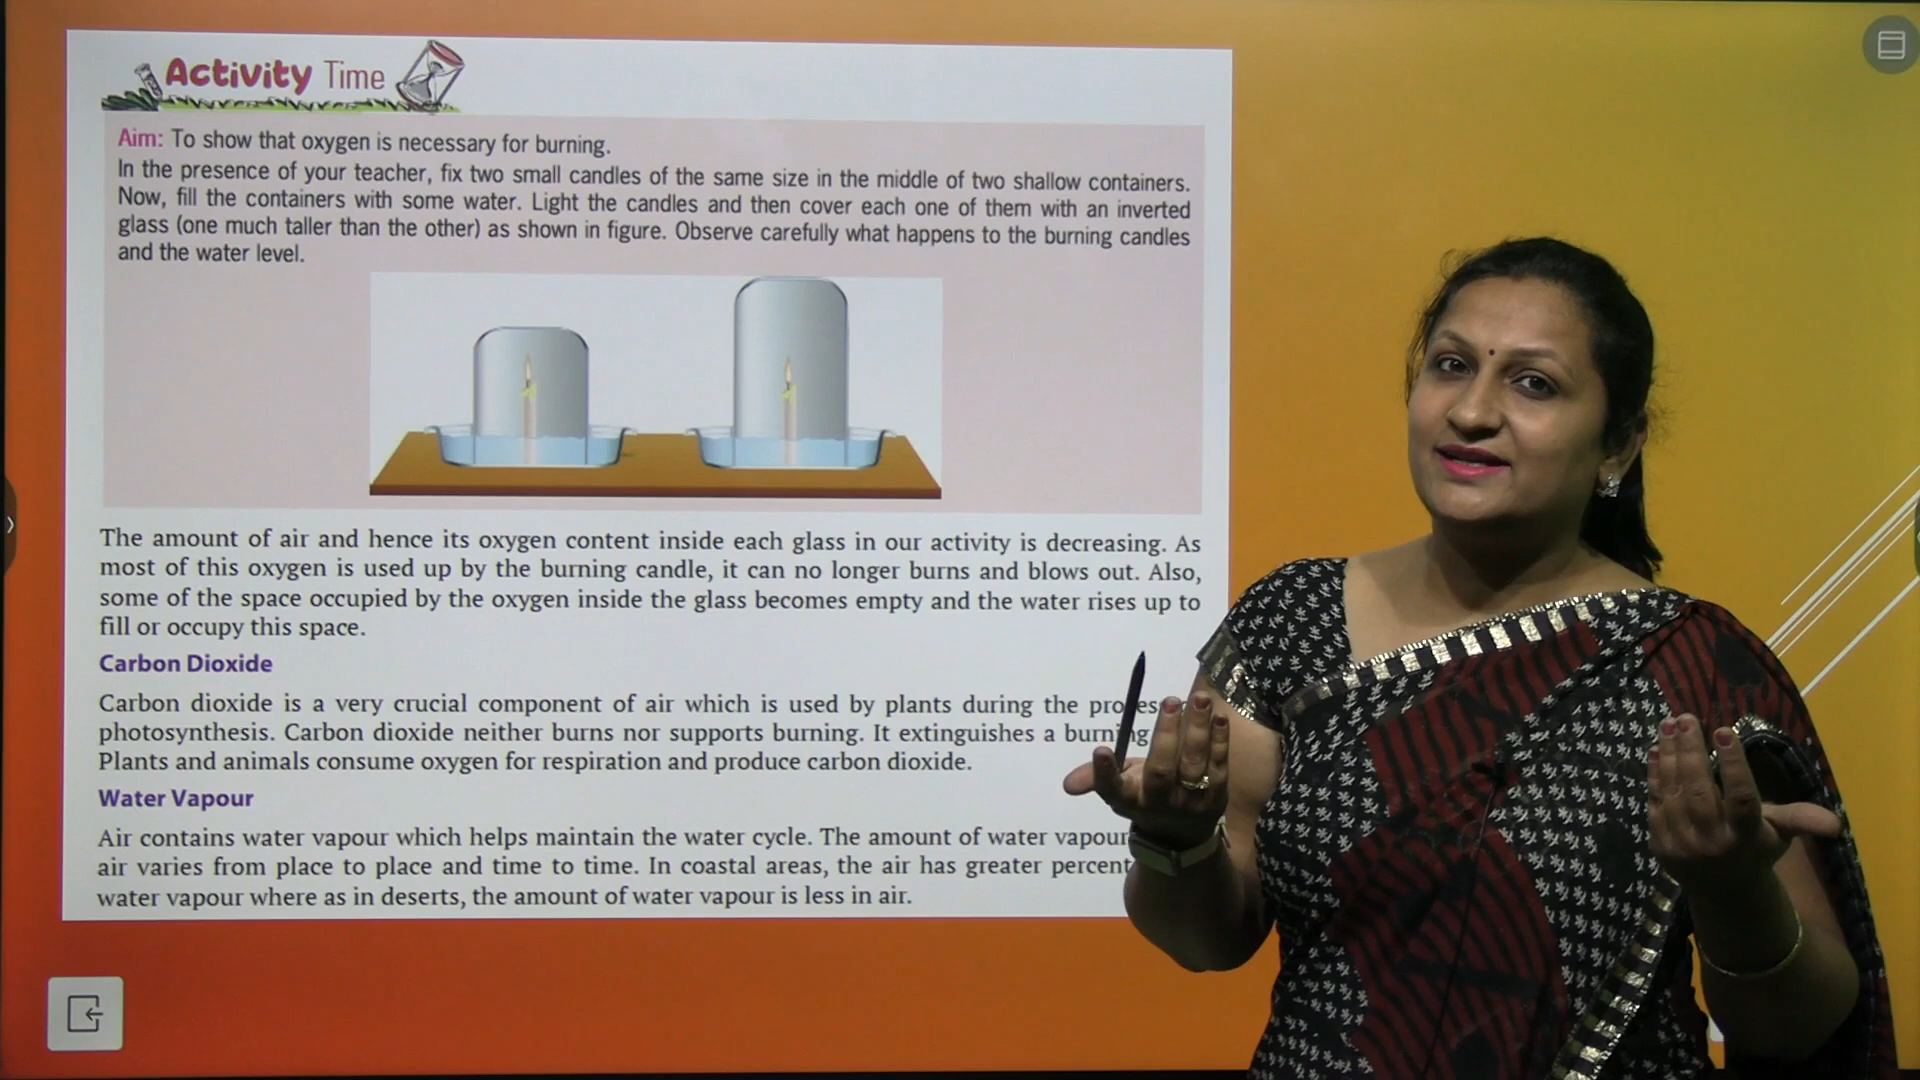 Activity Time
Aim: To show that oxygen is necessary for burning.
In the presence of your teacher, fix two small candles of the same size in the middle of two shallow containers.
Now, fill the containers with some water. Light the candles and then cover each one of them with an inverted
glass (one much taller than the other) as shown in figure. Observe carefully what happens to the burning candles
and the water level.
The amount of air and hence its oxygen content inside each glass in our activity is decreasing. As
most of this oxygen is used up by the burning candle, it can no longer burns and blows out. Also,
some of the space occupied by the oxygen inside the glass becomes empty and the water rises up to
fill or occupy this space.
Carbon Dioxide
Carbon dioxide is a very crucial component of air which is used by plants during the
photosynthesis. Carbon dioxide neither burns nor supports burning. It extinguishes a burning
Plants and animals consume oxygen for respiration and produce carbon dioxide.
Water Vapour
Air contains water vapour which helps maintain the water cycle. The amount of water vapour
air varies from place to place and time to time. In coastal areas, the air has greater
water vapour where as in deserts, the amount of water vapour is less in air.